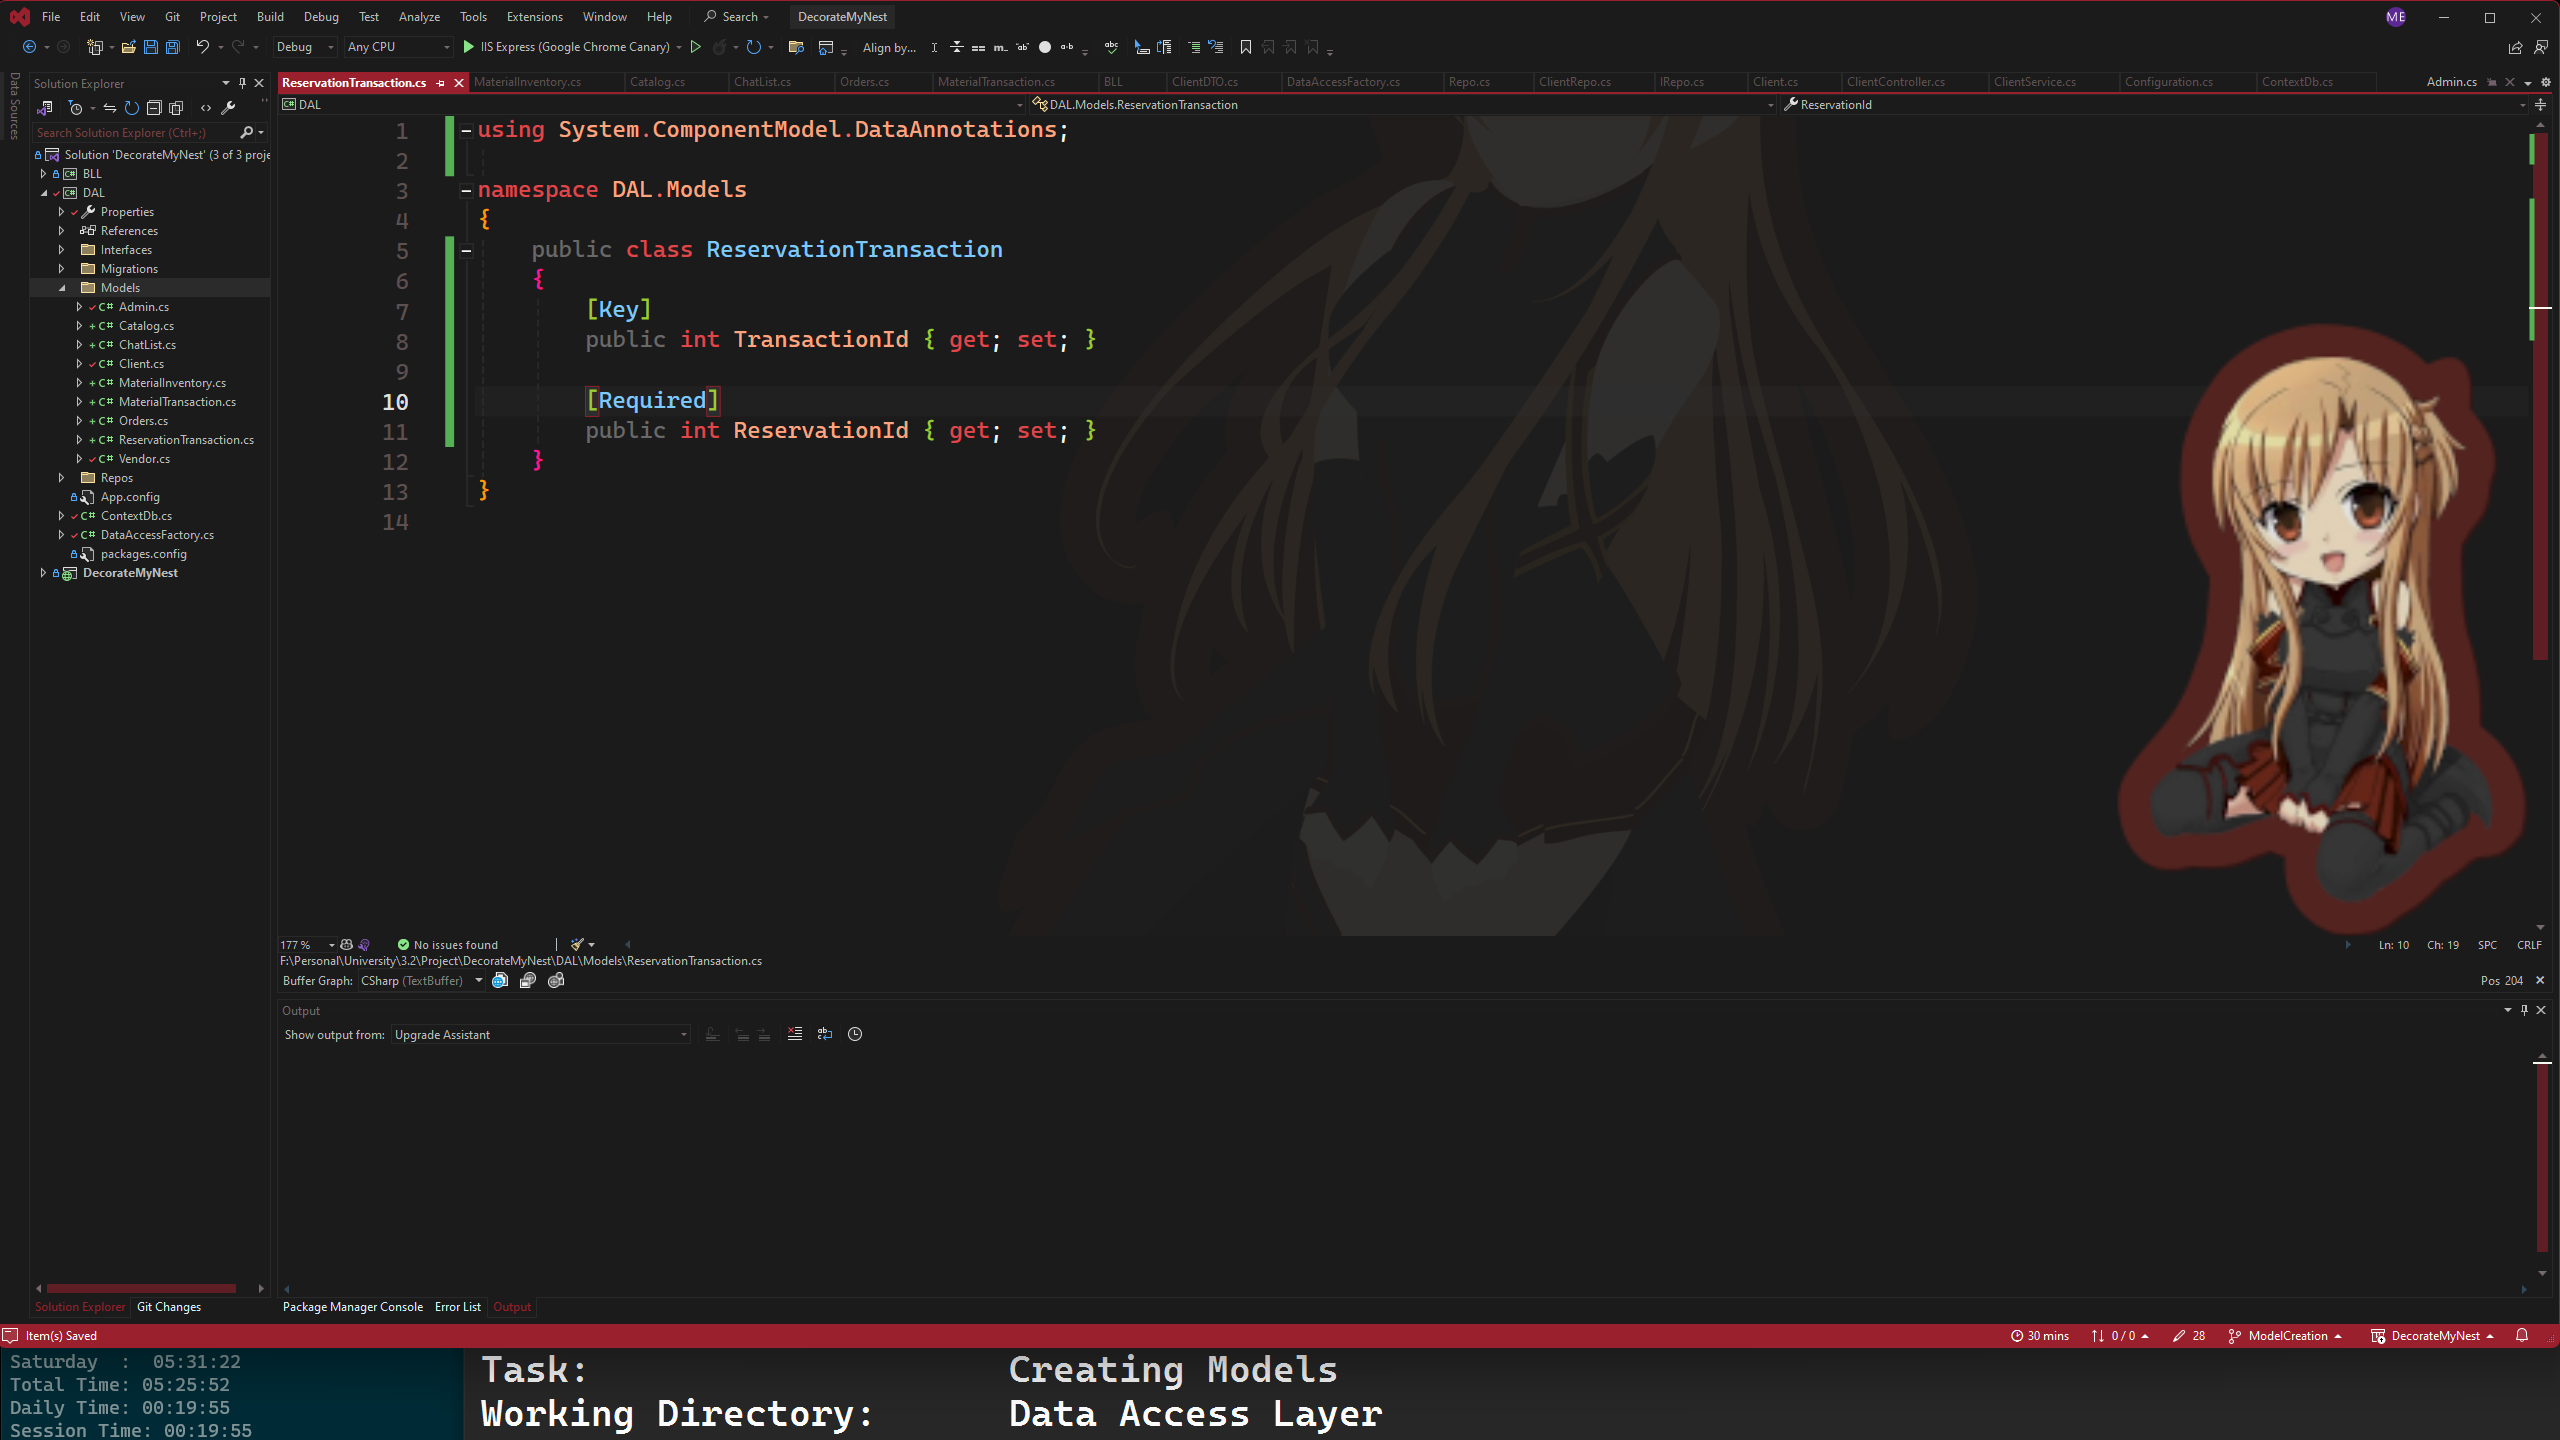 File Edit View Git Project Build Debug Test Analyze Tools Extensions Window Help Search DecorateMyNest ME
Debug Any CPU IIS Express (Google Chrome Canary) Align by...
Data Sources
Solution Explorer
Search Solution Explorer (Ctrl+;)
Solution 'DecorateMyNest' (3 of 3 proje
BLL
DAL
Properties
References
Interfaces
Migrations
Models
C# Admin.cs
C# Catalog.cs
C# ChatList.cs
C# Client.cs
C# MaterialInventory.cs
C# MaterialTransaction.cs
C# Orders.cs
C# ReservationTransaction.cs
C# Vendor.cs
Repos
App.config
C# ContextDb.cs
C# DataAccessFactory.cs
packages.config
DecorateMyNest
Solution Explorer Git Changes
ReservationTransaction.cs MaterialInventory.cs Catalog.cs ChatList.cs Orders.cs MaterialTransaction.cs BLL ClientDTO.cs DataAccessFactory.cs Repo.cs ClientRepo.cs IRepo.cs Client.cs ClientController.cs ClientService.cs Configuration.cs ContextDb.cs Admin.cs
DAL DAL.Models.ReservationTransaction ReservationId
1 using System.ComponentModel.DataAnnotations;
2
3 namespace DAL.Models
4 {
5 public class ReservationTransaction
6 {
7 [Key]
8 public int TransactionId { get; set; }
9
10 [Required]
11 public int ReservationId { get; set; }
12 }
13 }
14
177 % No issues found Ln: 10 Ch: 19 SPC CRLF
F:\Personal\University\3.2\Project\DecorateMyNest\DAL\Models\ReservationTransaction.cs
Buffer Graph: CSharp (TextBuffer) Pos 204
Output
Show output from: Upgrade Assistant
Package Manager Console Error List Output
Item(s) Saved 30 mins 0 / 0 28 ModelCreation DecorateMyNest
Saturday : 05:31:22
Total Time: 05:25:52
Daily Time: 00:19:55
Session Time: 00:19:55
Task: Creating Models
Working Directory: Data Access Layer